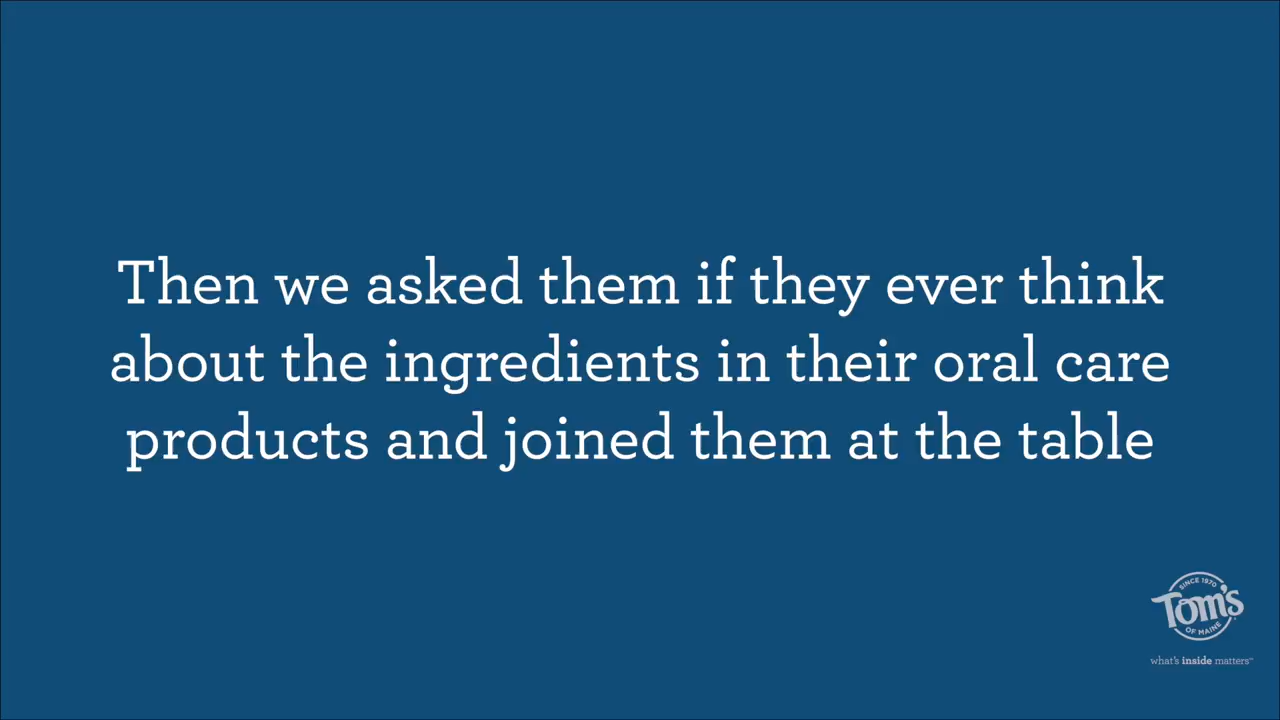 Then we asked them if they ever think
about the ingredients in their oral care
products and joined them at the table
SINCE 1970
Tom's
OF MAINE
what's inside matters™